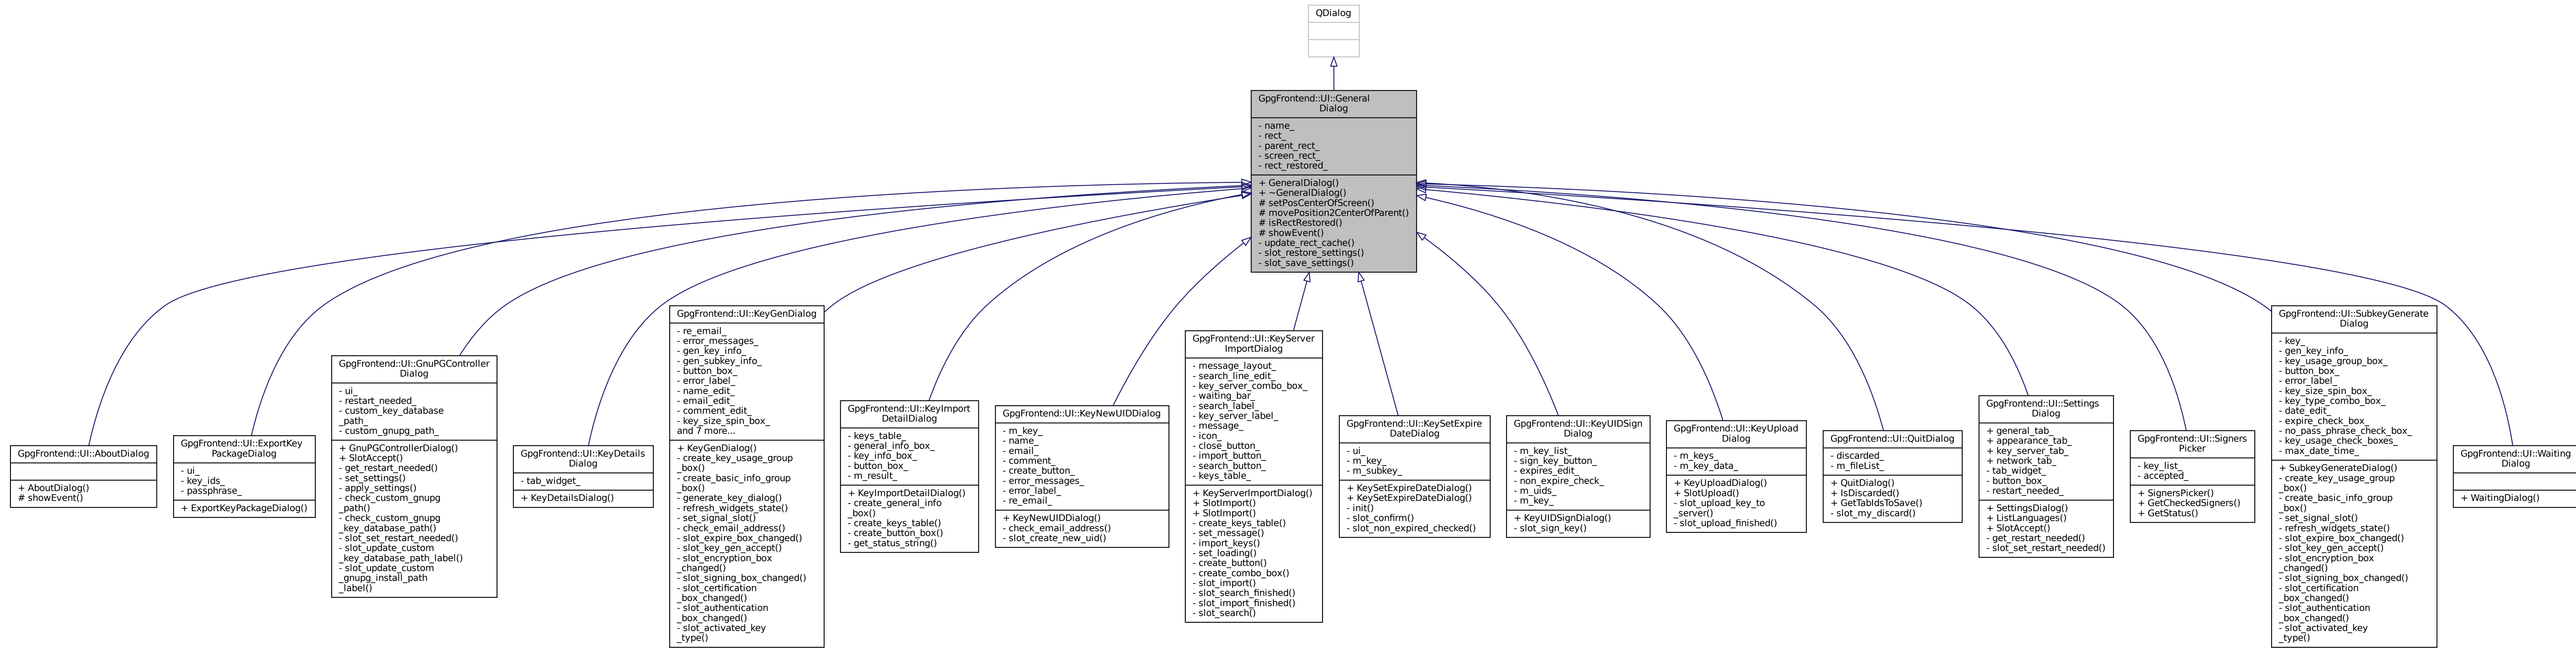 QDialog
GpgFrontend::UI::General
Dialog
- name_
- rect_
- parent_rect_
- screen_rect_
- rect_restored_
+ GeneralDialog()
+ ~GeneralDialog()
# setPosCenterOfScreen()
# movePosition2CenterOfParent()
# isRectRestored()
# showEvent()
- update_rect_cache()
- slot_restore_settings()
- slot_save_settings()
GpgFrontend::UI::AboutDialog
+ AboutDialog()
# showEvent()
GpgFrontend::UI::ExportKey
PackageDialog
- ui_
- key_ids_
- passphrase_
+ ExportKeyPackageDialog()
GpgFrontend::UI::GnuPGController
Dialog
- ui_
- restart_needed_
- custom_key_database
_path_
- custom_gnupg_path_
+ GnuPGControllerDialog()
+ SlotAccept()
- get_restart_needed()
- set_settings()
- apply_settings()
- check_custom_gnupg
_path()
- check_custom_gnupg
_key_database_path()
- slot_set_restart_needed()
- slot_update_custom
_key_database_path_label()
- slot_update_custom
_gnupg_install_path
_label()
GpgFrontend::UI::KeyDetails
Dialog
- tab_widget_
+ KeyDetailsDialog()
GpgFrontend::UI::KeyGenDialog
- re_email_
- error_messages_
- gen_key_info_
- gen_subkey_info_
- button_box_
- error_label_
- name_edit_
- email_edit_
- comment_edit_
- key_size_spin_box_
and 7 more...
+ KeyGenDialog()
- create_key_usage_group
_box()
- create_basic_info_group
_box()
- generate_key_dialog()
- refresh_widgets_state()
- set_signal_slot()
- check_email_address()
- slot_expire_box_changed()
- slot_key_gen_accept()
- slot_encryption_box
_changed()
- slot_signing_box_changed()
- slot_certification
_box_changed()
- slot_authentication
_box_changed()
- slot_activated_key
_type()
GpgFrontend::UI::KeyImport
DetailDialog
- keys_table_
- general_info_box_
- key_info_box_
- button_box_
- m_result_
+ KeyImportDetailDialog()
- create_general_info
_box()
- create_keys_table()
- create_button_box()
- get_status_string()
GpgFrontend::UI::KeyNewUIDDialog
- m_key_
- name_
- email_
- comment_
- create_button_
- error_messages_
- error_label_
- re_email_
+ KeyNewUIDDialog()
- check_email_address()
- slot_create_new_uid()
GpgFrontend::UI::KeyServer
ImportDialog
- message_layout_
- search_line_edit_
- key_server_combo_box_
- waiting_bar_
- search_label_
- key_server_label_
- message_
- icon_
- close_button_
- import_button_
- search_button_
- keys_table_
+ KeyServerImportDialog()
+ SlotImport()
+ SlotImport()
- create_keys_table()
- set_message()
- import_keys()
- set_loading()
- create_button()
- create_combo_box()
- slot_import()
- slot_search_finished()
- slot_import_finished()
- slot_search()
GpgFrontend::UI::KeySetExpire
DateDialog
- ui_
- m_key_
- m_subkey_
+ KeySetExpireDateDialog()
+ KeySetExpireDateDialog()
- init()
- slot_confirm()
- slot_non_expired_checked()
GpgFrontend::UI::KeyUIDSign
Dialog
- m_key_list_
- sign_key_button_
- expires_edit_
- non_expire_check_
- m_uids_
- m_key_
+ KeyUIDSignDialog()
- slot_sign_key()
GpgFrontend::UI::KeyUpload
Dialog
- m_keys_
- m_key_data_
+ KeyUploadDialog()
+ SlotUpload()
- slot_upload_key_to
_server()
- slot_upload_finished()
GpgFrontend::UI::QuitDialog
- discarded_
- m_fileList_
+ QuitDialog()
+ IsDiscarded()
+ GetTabIdsToSave()
- slot_my_discard()
GpgFrontend::UI::Settings
Dialog
+ general_tab_
+ appearance_tab_
+ key_server_tab_
+ network_tab_
- tab_widget_
- button_box_
- restart_needed_
+ SettingsDialog()
+ ListLanguages()
+ SlotAccept()
- get_restart_needed()
- slot_set_restart_needed()
GpgFrontend::UI::Signers
Picker
- key_list_
- accepted_
+ SignersPicker()
+ GetCheckedSigners()
+ GetStatus()
GpgFrontend::UI::SubkeyGenerate
Dialog
- key_
- gen_key_info_
- key_usage_group_box_
- button_box_
- error_label_
- key_size_spin_box_
- key_type_combo_box_
- date_edit_
- expire_check_box_
- no_pass_phrase_check_box_
- key_usage_check_boxes_
- max_date_time_
+ SubkeyGenerateDialog()
- create_key_usage_group
_box()
- create_basic_info_group
_box()
- set_signal_slot()
- refresh_widgets_state()
- slot_expire_box_changed()
- slot_key_gen_accept()
- slot_encryption_box
_changed()
- slot_signing_box_changed()
- slot_certification
_box_changed()
- slot_authentication
_box_changed()
- slot_activated_key
_type()
GpgFrontend::UI::Waiting
Dialog
+ WaitingDialog()